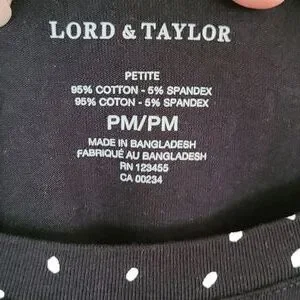 LORD & TAYLOR
PETITE
95% COTTON - 5% SPANDEX
95% COTON - 5% SPANDEX
PM/PM
MADE IN BANGLADESH
FABRIQUÉ AU BANGLADESH
RN 123455
CA 00234